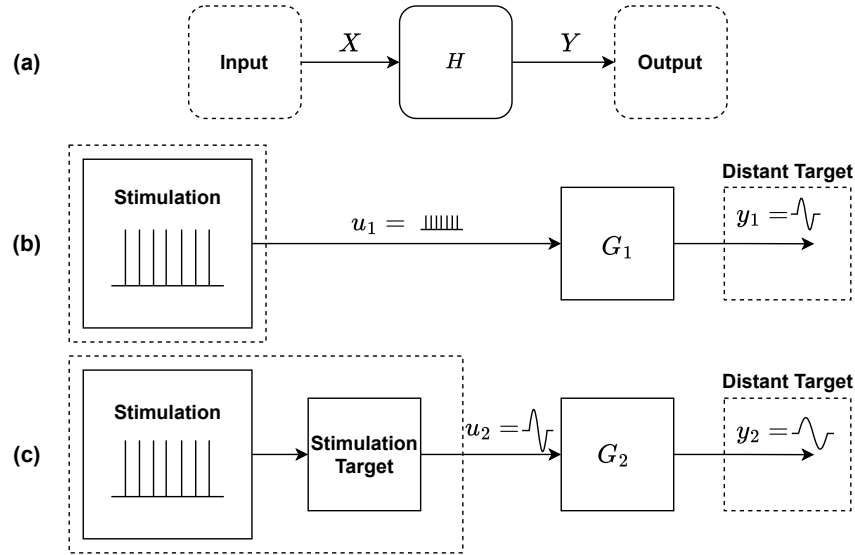 (a)
Input
X
H
Y
Output
(b)
Stimulation
u₁ =
G₁
Distant Target
y₁ =
(c)
Stimulation
Stimulation
Target
u₂ =
G₂
Distant Target
y₂ =